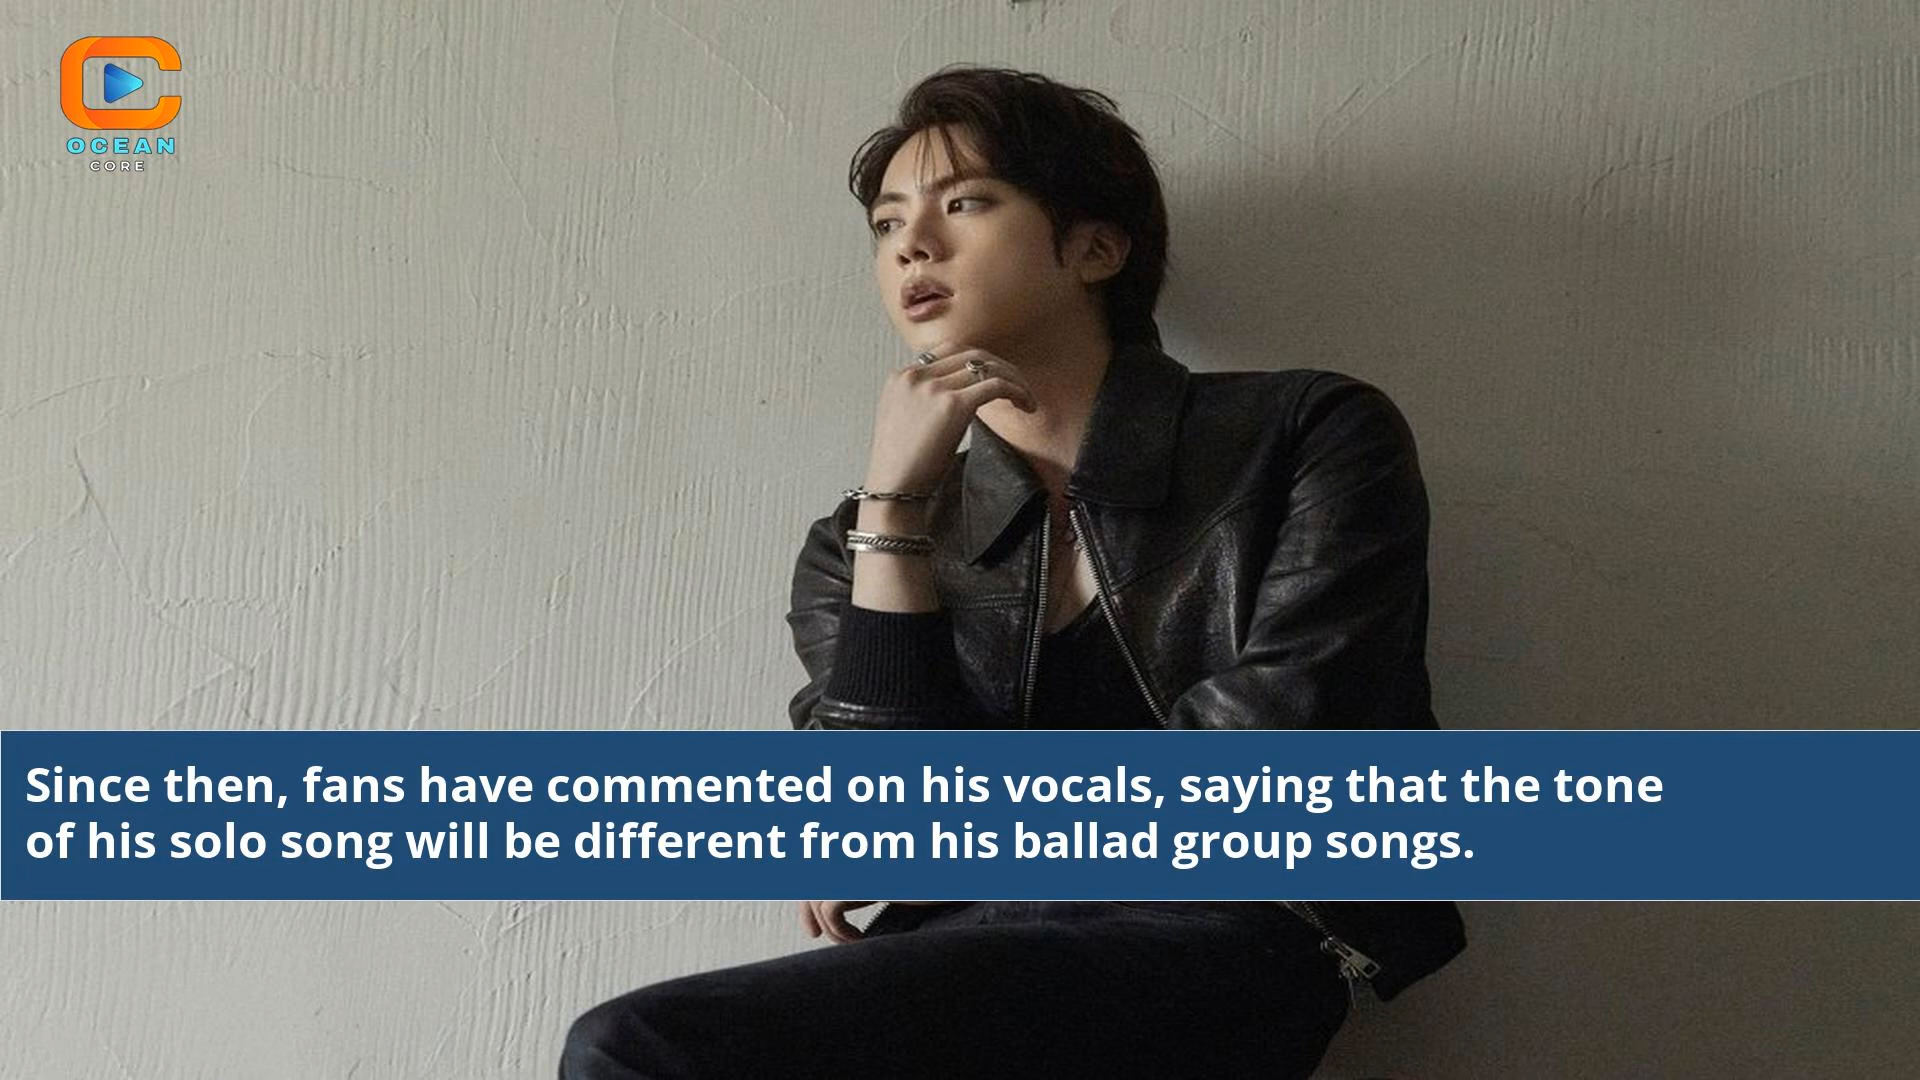 OCEAN
CORE
Since then, fans have commented on his vocals, saying that the tone
of his solo song will be different from his ballad group songs.